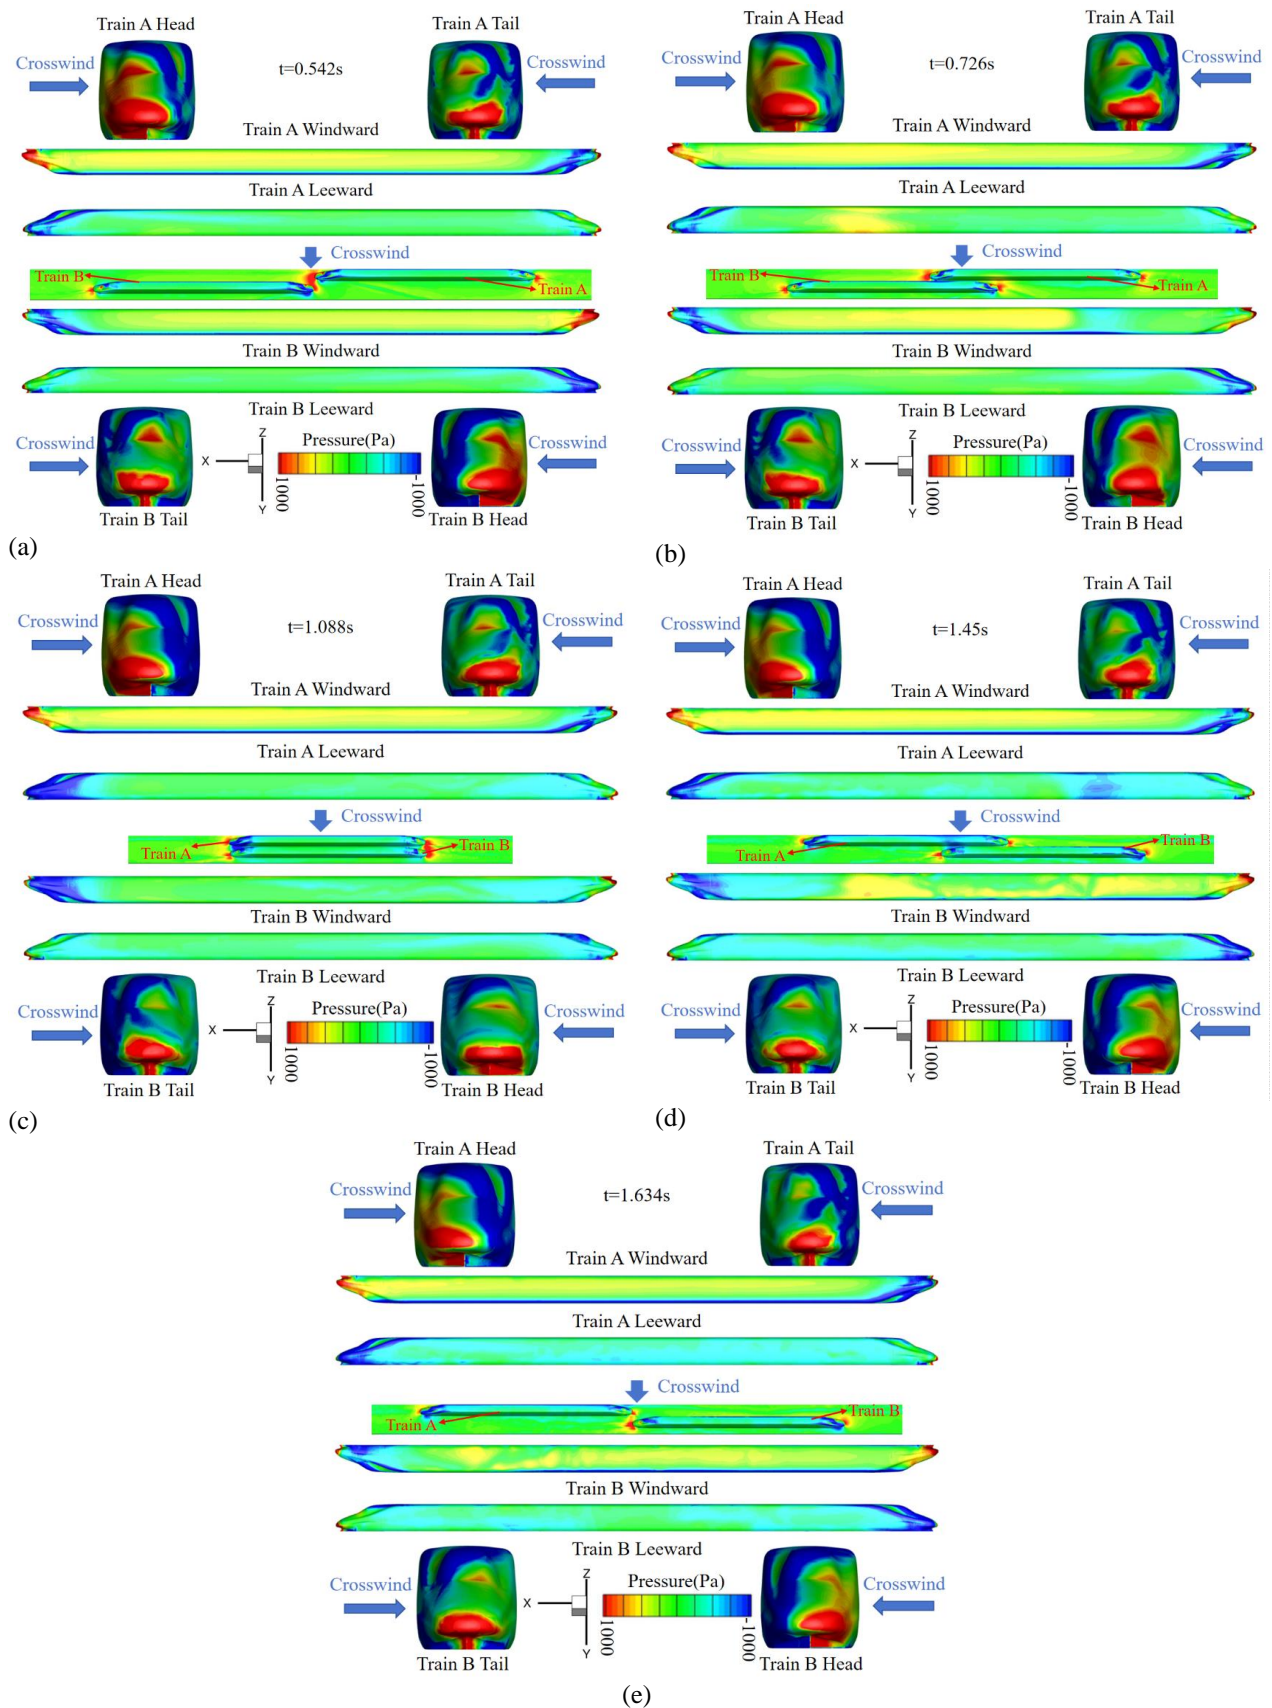 Train A Head
Train A Tail
Crosswind
t=0.542s
Crosswind
Train A Windward
Train A Leeward
Crosswind
Train B
Train A
Train B Windward
Train B Leeward
Crosswind
Z
Pressure(Pa)
Crosswind
X
1000
-1000
Y
Train B Tail
Train B Head
(a)
Train A Head
Train A Tail
Crosswind
t=0.726s
Crosswind
Train A Windward
Train A Leeward
Crosswind
Train B
Train A
Train B Windward
Train B Leeward
Crosswind
Z
Pressure(Pa)
Crosswind
X
1000
-1000
Y
Train B Tail
Train B Head
(b)
Train A Head
Train A Tail
Crosswind
t=1.088s
Crosswind
Train A Windward
Train A Leeward
Crosswind
Train A
Train B
Train B Windward
Train B Leeward
Crosswind
Z
Pressure(Pa)
Crosswind
X
1000
-1000
Y
Train B Tail
Train B Head
(c)
Train A Head
Train A Tail
Crosswind
t=1.45s
Crosswind
Train A Windward
Train A Leeward
Crosswind
Train A
Train B
Train B Windward
Train B Leeward
Crosswind
Z
Pressure(Pa)
Crosswind
X
1000
-1000
Y
Train B Tail
Train B Head
(d)
Train A Head
Train A Tail
Crosswind
t=1.634s
Crosswind
Train A Windward
Train A Leeward
Crosswind
Train A
Train B
Train B Windward
Train B Leeward
Crosswind
Z
Pressure(Pa)
Crosswind
X
1000
-1000
Y
Train B Tail
Train B Head
(e)